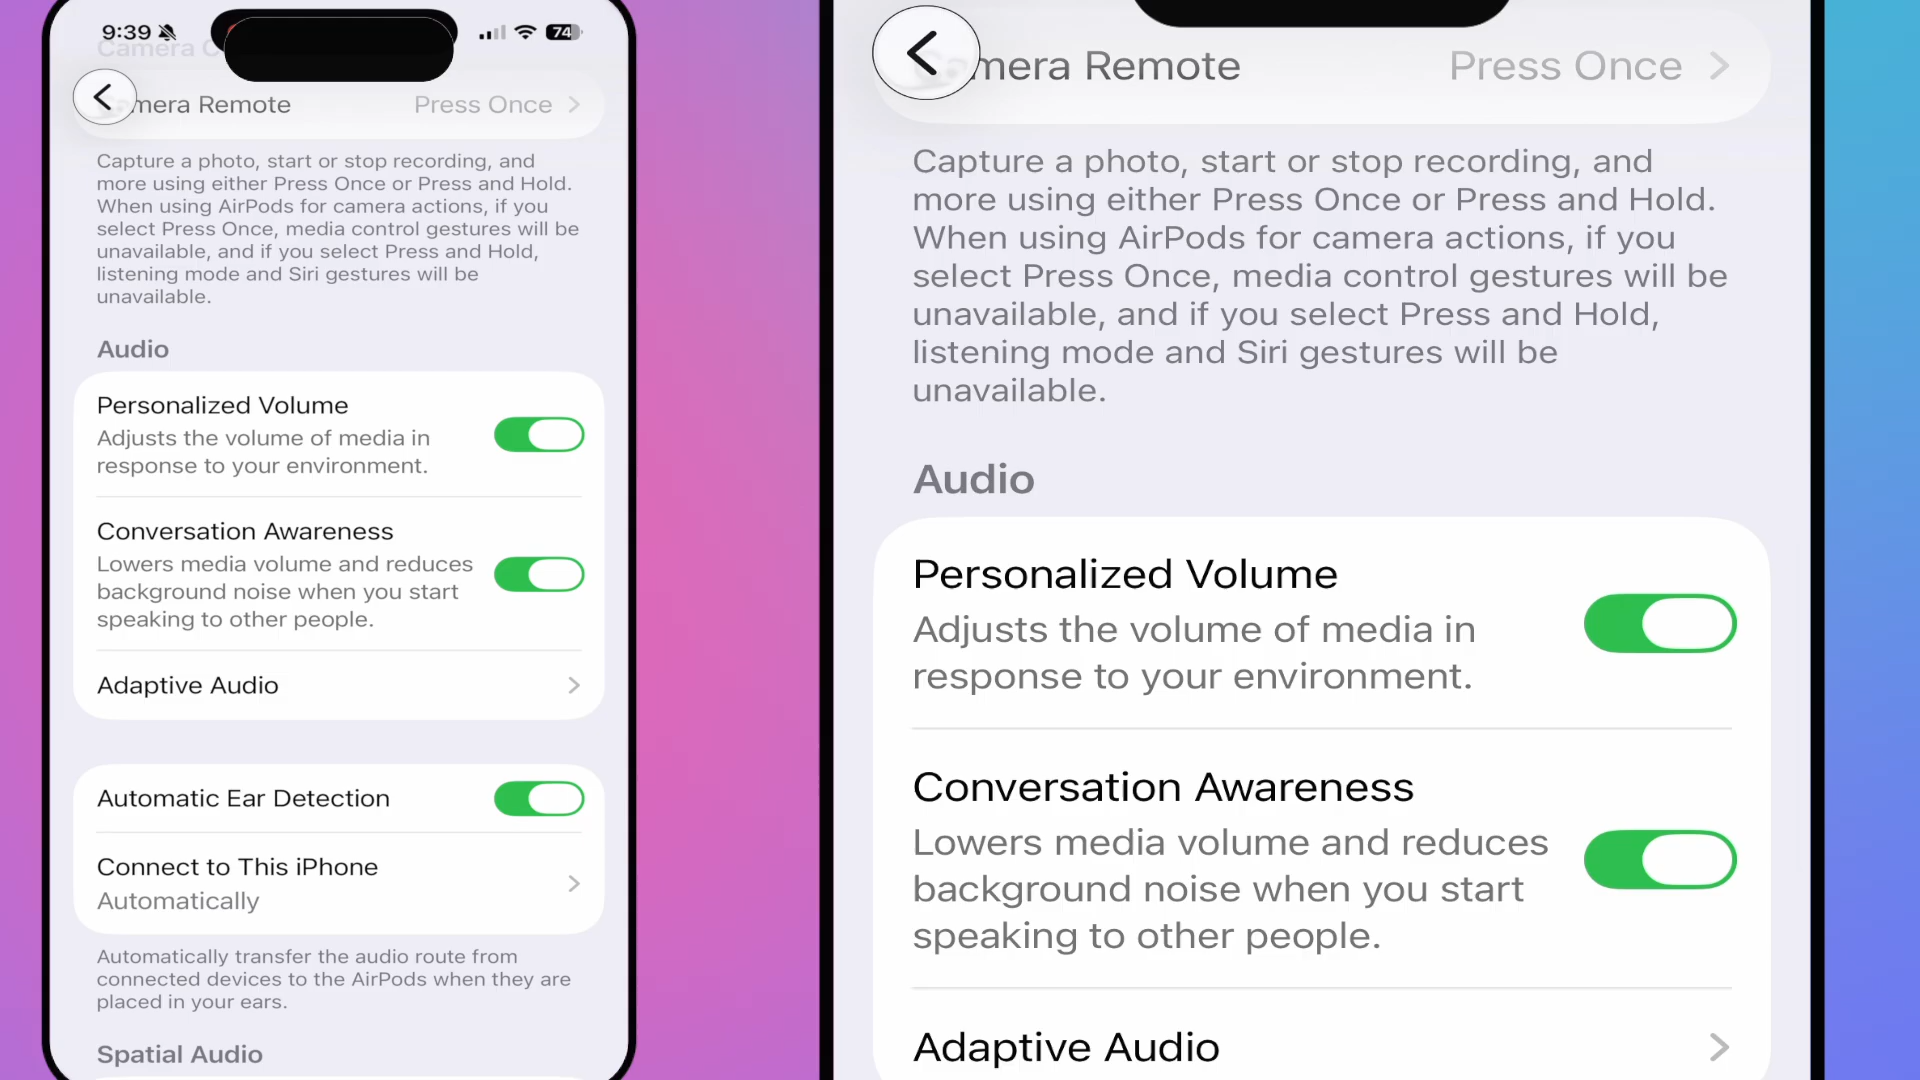 9:39
74
Camera C
mera Remote
Press Once
Capture a photo, start or stop recording, and
more using either Press Once or Press and Hold.
When using AirPods for camera actions, if you
select Press Once, media control gestures will be
unavailable, and if you select Press and Hold,
listening mode and Siri gestures will be
unavailable.
Audio
Personalized Volume
Adjusts the volume of media in
response to your environment.
Conversation Awareness
Lowers media volume and reduces
background noise when you start
speaking to other people.
Adaptive Audio
Automatic Ear Detection
Connect to This iPhone
Automatically
Automatically transfer the audio route from
connected devices to the AirPods when they are
placed in your ears.
Spatial Audio
mera Remote
Press Once
Capture a photo, start or stop recording, and
more using either Press Once or Press and Hold.
When using AirPods for camera actions, if you
select Press Once, media control gestures will be
unavailable, and if you select Press and Hold,
listening mode and Siri gestures will be
unavailable.
Audio
Personalized Volume
Adjusts the volume of media in
response to your environment.
Conversation Awareness
Lowers media volume and reduces
background noise when you start
speaking to other people.
Adaptive Audio